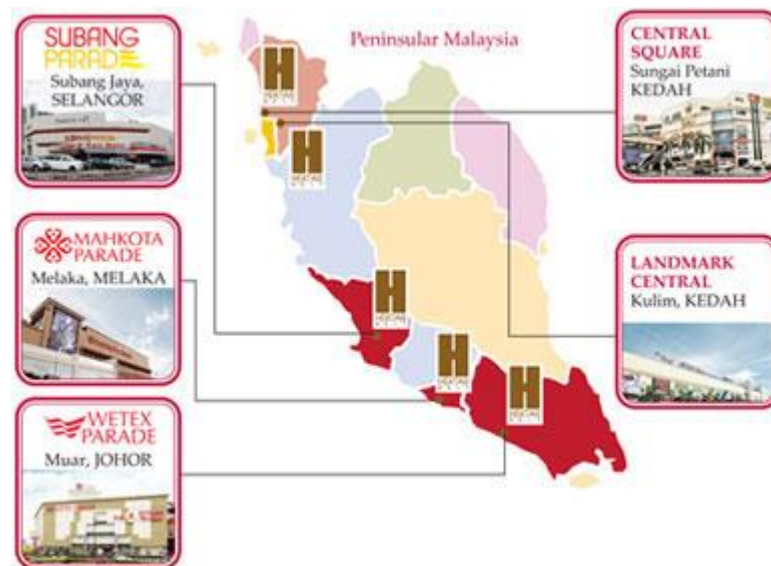 SUBANG
PARADE
Subang Jaya,
SELANGOR
MAHKOTA
PARADE
Melaka, MELAKA
WETEX
PARADE
Muar, JOHOR
Peninsular Malaysia
H
H
H
H
H
CENTRAL
SQUARE
Sungai Petani
KEDAH
LANDMARK
CENTRAL
Kulim, KEDAH